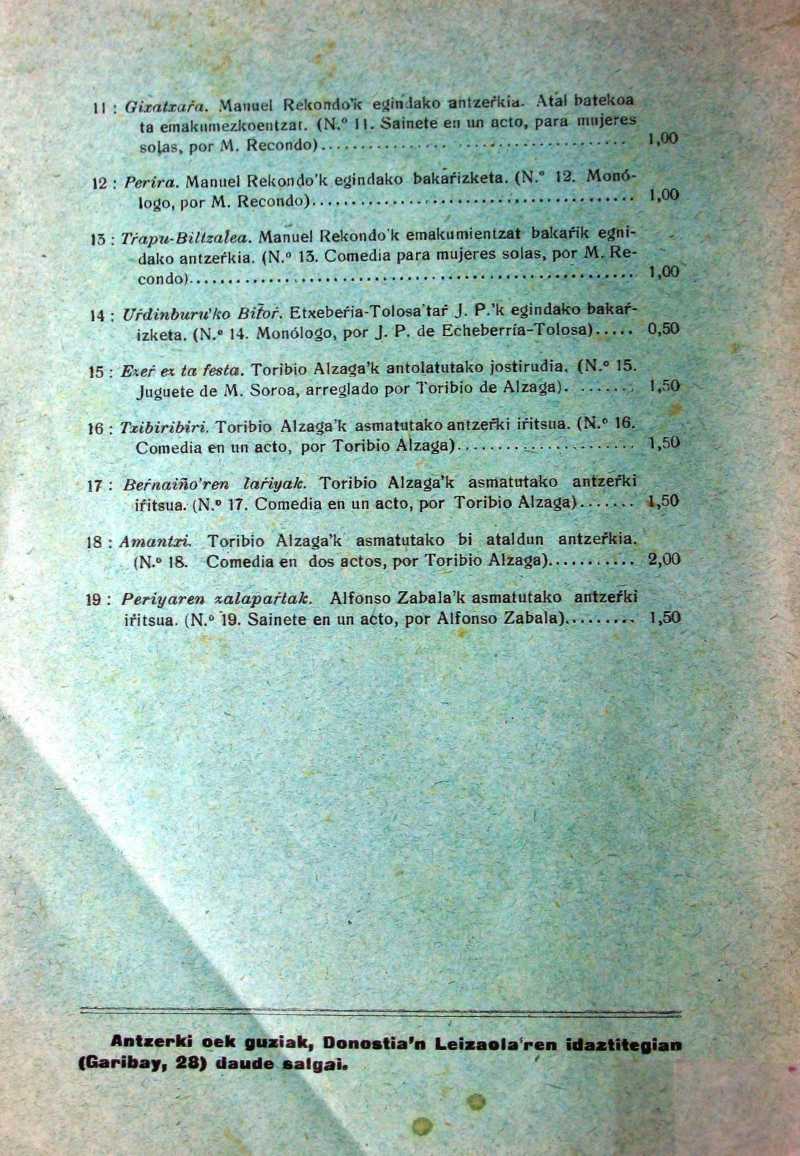 11 : Gixatxaŕa. Manuel Rekondo'k egindako antzeŕkia. Atal batekoa
ta emakumezkoentzat. (N.º 11. Sainete en un acto, para mujeres
solas, por M. Recondo)........................................ 1,00
12 : Perira. Manuel Rekondo'k egindako bakaŕizketa. (N.º 12. Monó-
logo, por M. Recondo)........................................ 1,00
13 : Tŕapu-Biltzalea. Manuel Rekondo'k emakumientzat bakaŕik egni-
dako antzeŕkia. (N.º 13. Comedia para mujeres solas, por M. Re-
condo)........................................ 1,00
14 : Uŕdinburu'ko Bitoŕ. Etxebeŕia-Tolosa'taŕ J. P.'k egindako bakaŕ-
izketa. (N.º 14. Monólogo, por J. P. de Echeberría-Tolosa)..... 0,50
15 : Ezeŕ ez ta festa. Toribio Alzaga'k antolatutako jostirudia. (N.º 15.
Juguete de M. Soroa, arreglado por Toribio de Alzaga). ....... 1,50
16 : Txibiribiri. Toribio Alzaga'k asmatutako antzeŕki iŕitsua. (N.º 16.
Comedia en un acto, por Toribio Alzaga)...................... 1,50
17 : Beŕnaiño'ren laŕiyak. Toribio Alzaga'k asmatutako antzeŕki
iŕitsua. (N.º 17. Comedia en un acto, por Toribio Alzaga)....... 1,50
18 : Amantxi. Toribio Alzaga'k asmatutako bi ataldun antzeŕkia.
(N.º 18. Comedia en dos actos, por Toribio Alzaga)........... 2,00
19 : Periyaren zalapaŕtak. Alfonso Zabala'k asmatutako antzeŕki
iŕitsua. (N.º 19. Sainete en un acto, por Alfonso Zabala)......... 1,50
Antzerki oek guziak, Donostia'n Leizaola'ren idaztitegian
(Garibay, 28) daude salgai.